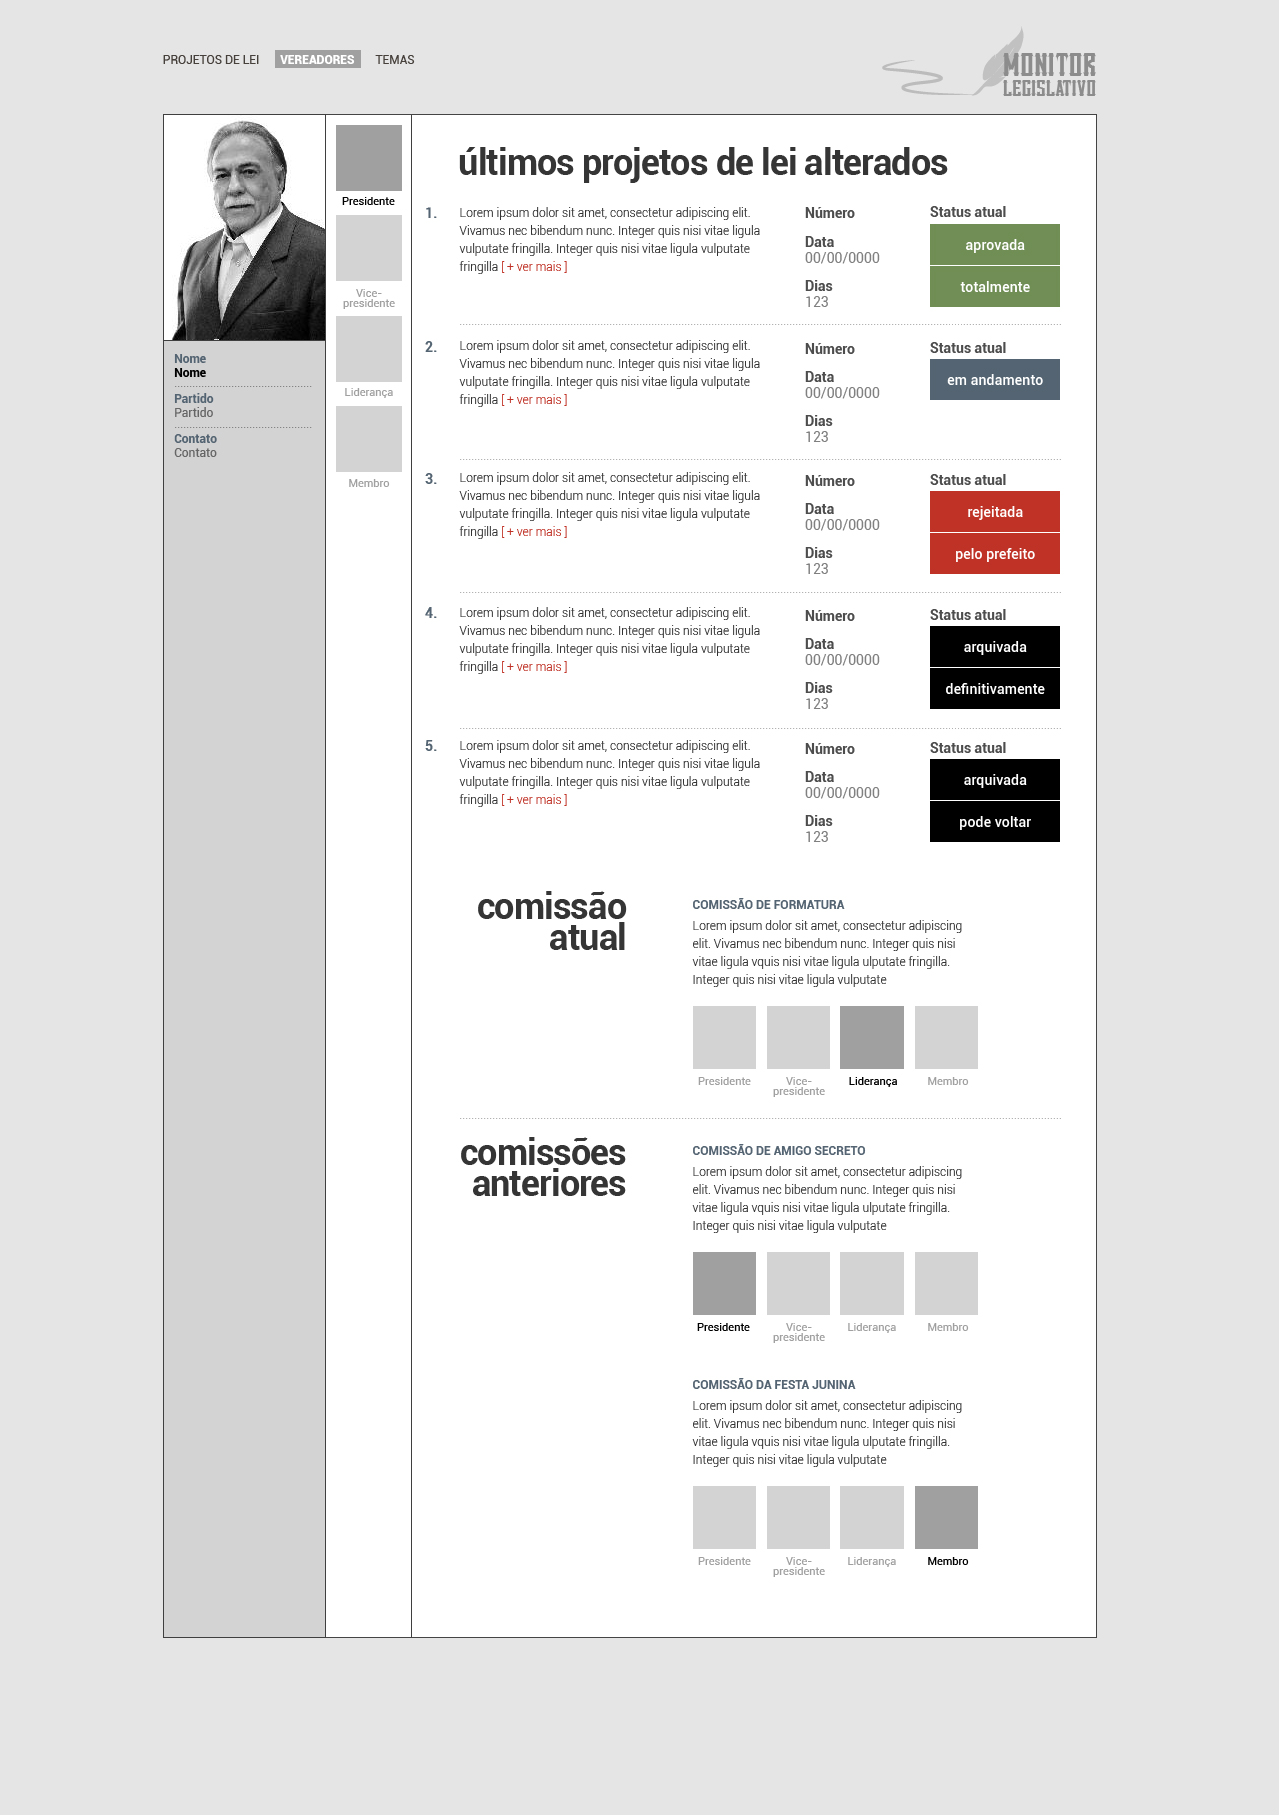 PROJETOS DE LEI
VEREADORES
TEMAS
MONITOR
LEGISLATIVO
Nome
Nome
Partido
Partido
Contato
Contato
Presidente
Vice-
presidente
Liderança
Membro
últimos projetos de lei alterados
1.
Lorem ipsum dolor sit amet, consectetur adipiscing elit.
Vivamus nec bibendum nunc. Integer quis nisi vitae ligula
vulputate fringilla. Integer quis nisi vitae ligula vulputate
fringilla [ + ver mais ]
Número
Data
00/00/0000
Dias
123
Status atual
aprovada
totalmente
2.
Lorem ipsum dolor sit amet, consectetur adipiscing elit.
Vivamus nec bibendum nunc. Integer quis nisi vitae ligula
vulputate fringilla. Integer quis nisi vitae ligula vulputate
fringilla [ + ver mais ]
Número
Data
00/00/0000
Dias
123
Status atual
em andamento
3.
Lorem ipsum dolor sit amet, consectetur adipiscing elit.
Vivamus nec bibendum nunc. Integer quis nisi vitae ligula
vulputate fringilla. Integer quis nisi vitae ligula vulputate
fringilla [ + ver mais ]
Número
Data
00/00/0000
Dias
123
Status atual
rejeitada
pelo prefeito
4.
Lorem ipsum dolor sit amet, consectetur adipiscing elit.
Vivamus nec bibendum nunc. Integer quis nisi vitae ligula
vulputate fringilla. Integer quis nisi vitae ligula vulputate
fringilla [ + ver mais ]
Número
Data
00/00/0000
Dias
123
Status atual
arquivada
definitivamente
5.
Lorem ipsum dolor sit amet, consectetur adipiscing elit.
Vivamus nec bibendum nunc. Integer quis nisi vitae ligula
vulputate fringilla. Integer quis nisi vitae ligula vulputate
fringilla [ + ver mais ]
Número
Data
00/00/0000
Dias
123
Status atual
arquivada
pode voltar
comissão
atual
COMISSÃO DE FORMATURA
Lorem ipsum dolor sit amet, consectetur adipiscing
elit. Vivamus nec bibendum nunc. Integer quis nisi
vitae ligula vquis nisi vitae ligula ulputate fringilla.
Integer quis nisi vitae ligula vulputate
Presidente
Vice-
presidente
Liderança
Membro
comissões
anteriores
COMISSÃO DE AMIGO SECRETO
Lorem ipsum dolor sit amet, consectetur adipiscing
elit. Vivamus nec bibendum nunc. Integer quis nisi
vitae ligula vquis nisi vitae ligula ulputate fringilla.
Integer quis nisi vitae ligula vulputate
Presidente
Vice-
presidente
Liderança
Membro
COMISSÃO DA FESTA JUNINA
Lorem ipsum dolor sit amet, consectetur adipiscing
elit. Vivamus nec bibendum nunc. Integer quis nisi
vitae ligula vquis nisi vitae ligula ulputate fringilla.
Integer quis nisi vitae ligula vulputate
Presidente
Vice-
presidente
Liderança
Membro